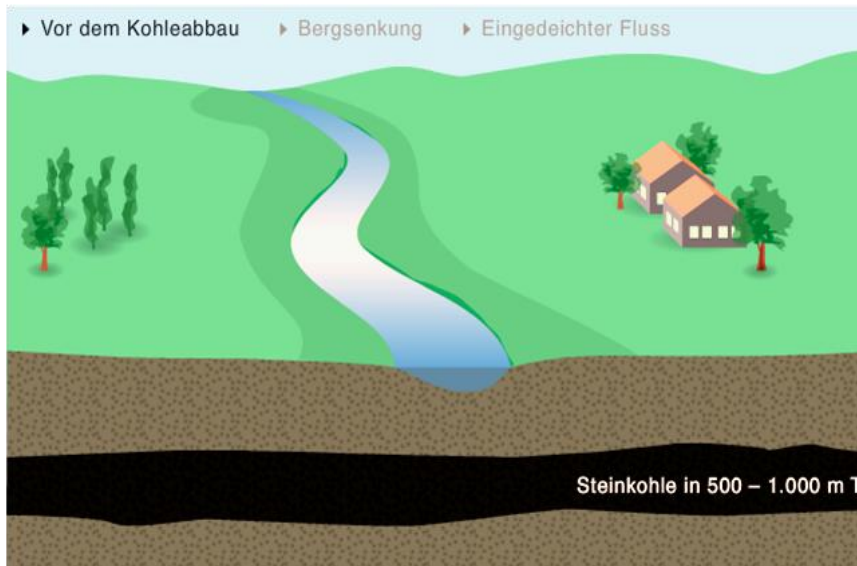 Vor dem Kohleabbau Bergsenkung Eingedeichter Fluss
Steinkohle in 500 – 1.000 m T